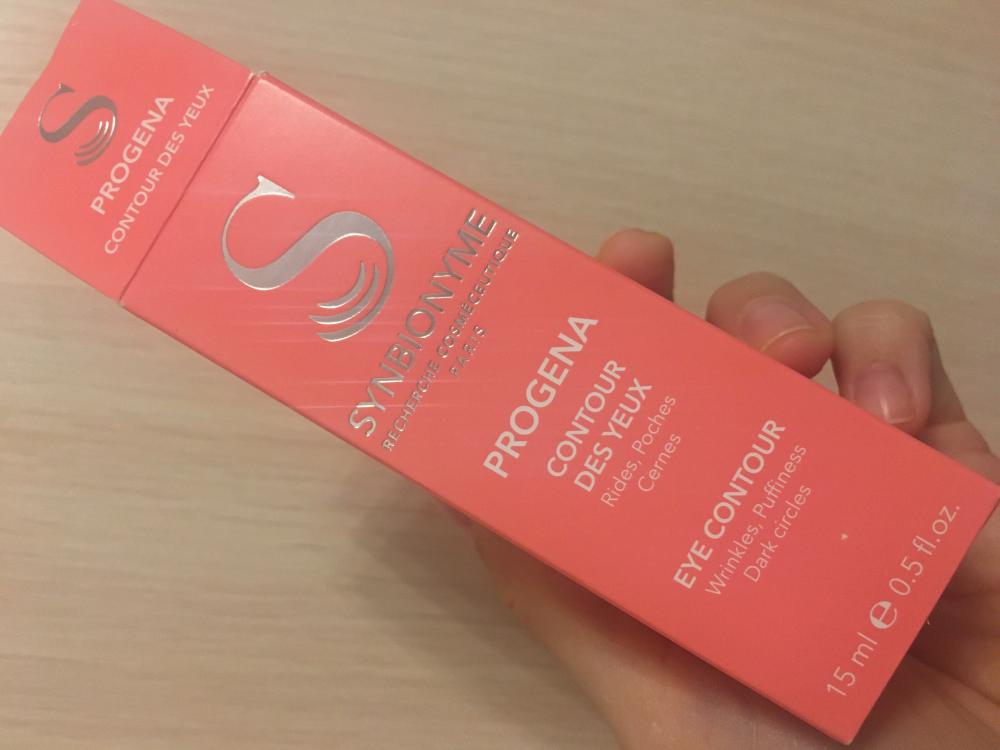 S
PROGENA
CONTOUR DES YEUX
S
SYNBIONYME
RECHERCHE COSMÉCEUTIQUE
PARIS
PROGENA
CONTOUR
DES YEUX
Rides, Poches
Cernes
EYE CONTOUR
Wrinkles, Puffiness
Dark circles
15 ml e 0.5 fl.oz.